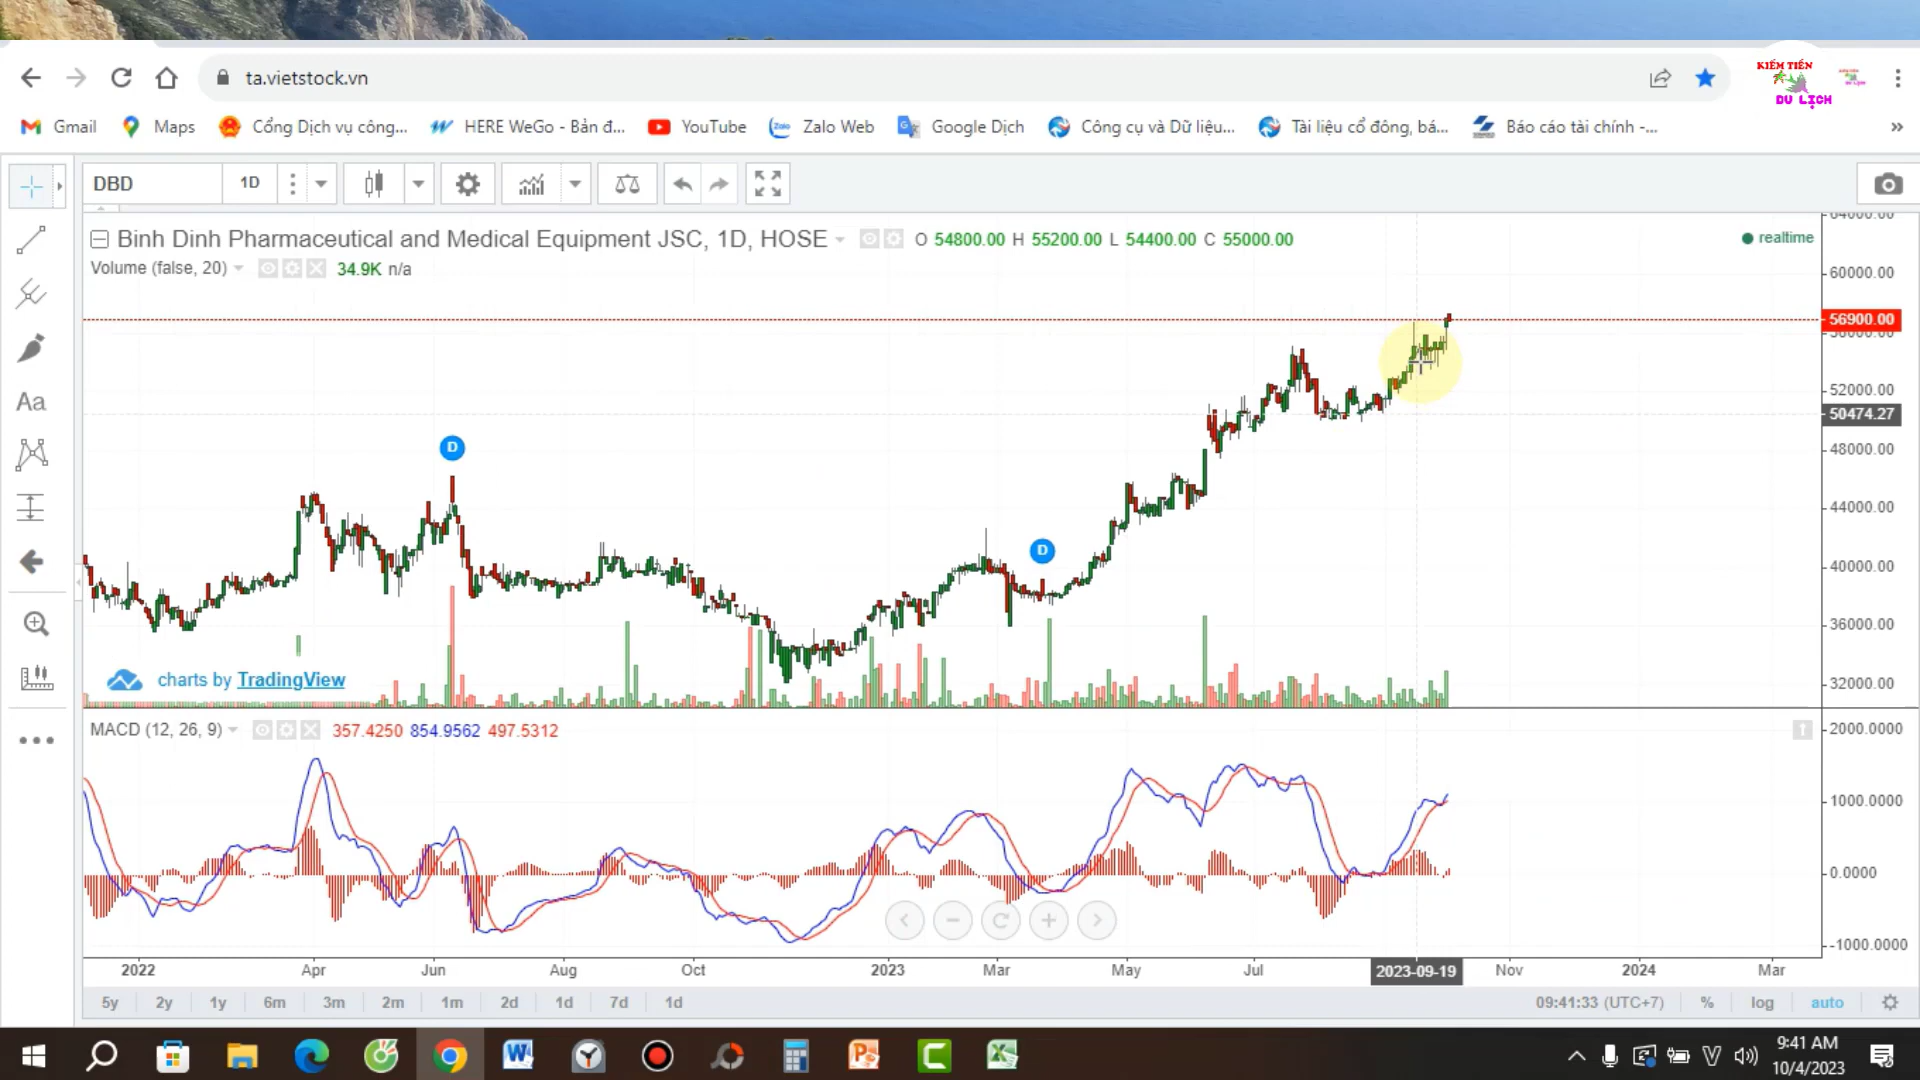 ta.vietstock.vn
KIẾM TIỀN
DU LỊCH
Gmail
Maps
Cổng Dịch vụ công...
HERE WeGo - Bản đ...
YouTube
Zalo Web
Google Dịch
Công cụ và Dữ liệu...
Tài liệu cổ đông, bá...
Báo cáo tài chính -...
»
DBD
1D
Binh Dinh Pharmaceutical and Medical Equipment JSC, 1D, HOSE
O 54800.00 H 55200.00 L 54400.00 C 55000.00
realtime
Volume (false, 20)
34.9K n/a
64000.00
60000.00
56900.00
56000.00
52000.00
50474.27
48000.00
44000.00
40000.00
36000.00
32000.00
D
D
Aa
charts by TradingView
MACD (12, 26, 9)
357.4250 854.9562 497.5312
2000.0000
1000.0000
0.0000
-1000.0000
2022 Apr Jun Aug Oct 2023 Mar May Jul 2023-09-19 Nov 2024 Mar
5y 2y 1y 6m 3m 2m 1m 2d 1d 7d 1d
09:41:33 (UTC+7) % log auto
9:41 AM
10/4/2023